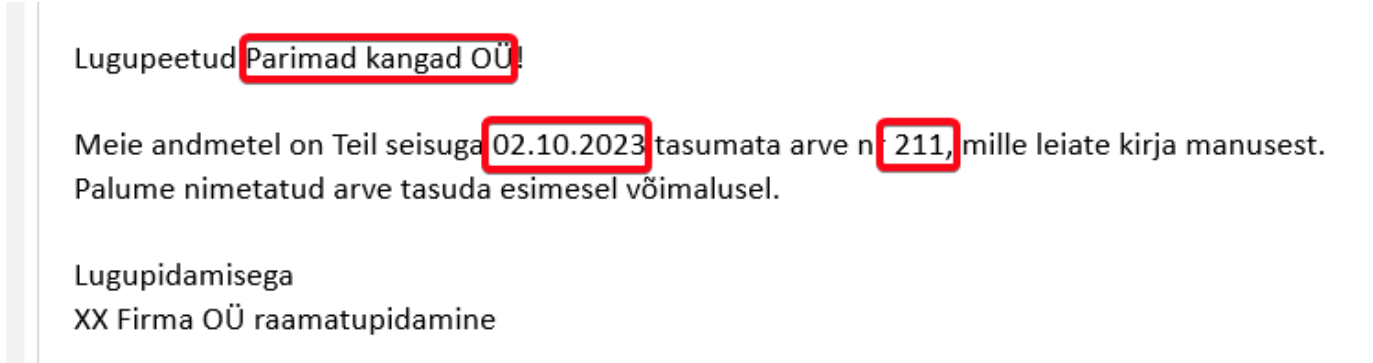 Lugupeetud Parimad kangad OÜ!
Meie andmetel on Teil seisuga 02.10.2023 tasumata arve nr 211, mille leiate kirja manusest.
Palume nimetatud arve tasuda esimesel võimalusel.
Lugupidamisega
XX Firma OÜ raamatupidamine